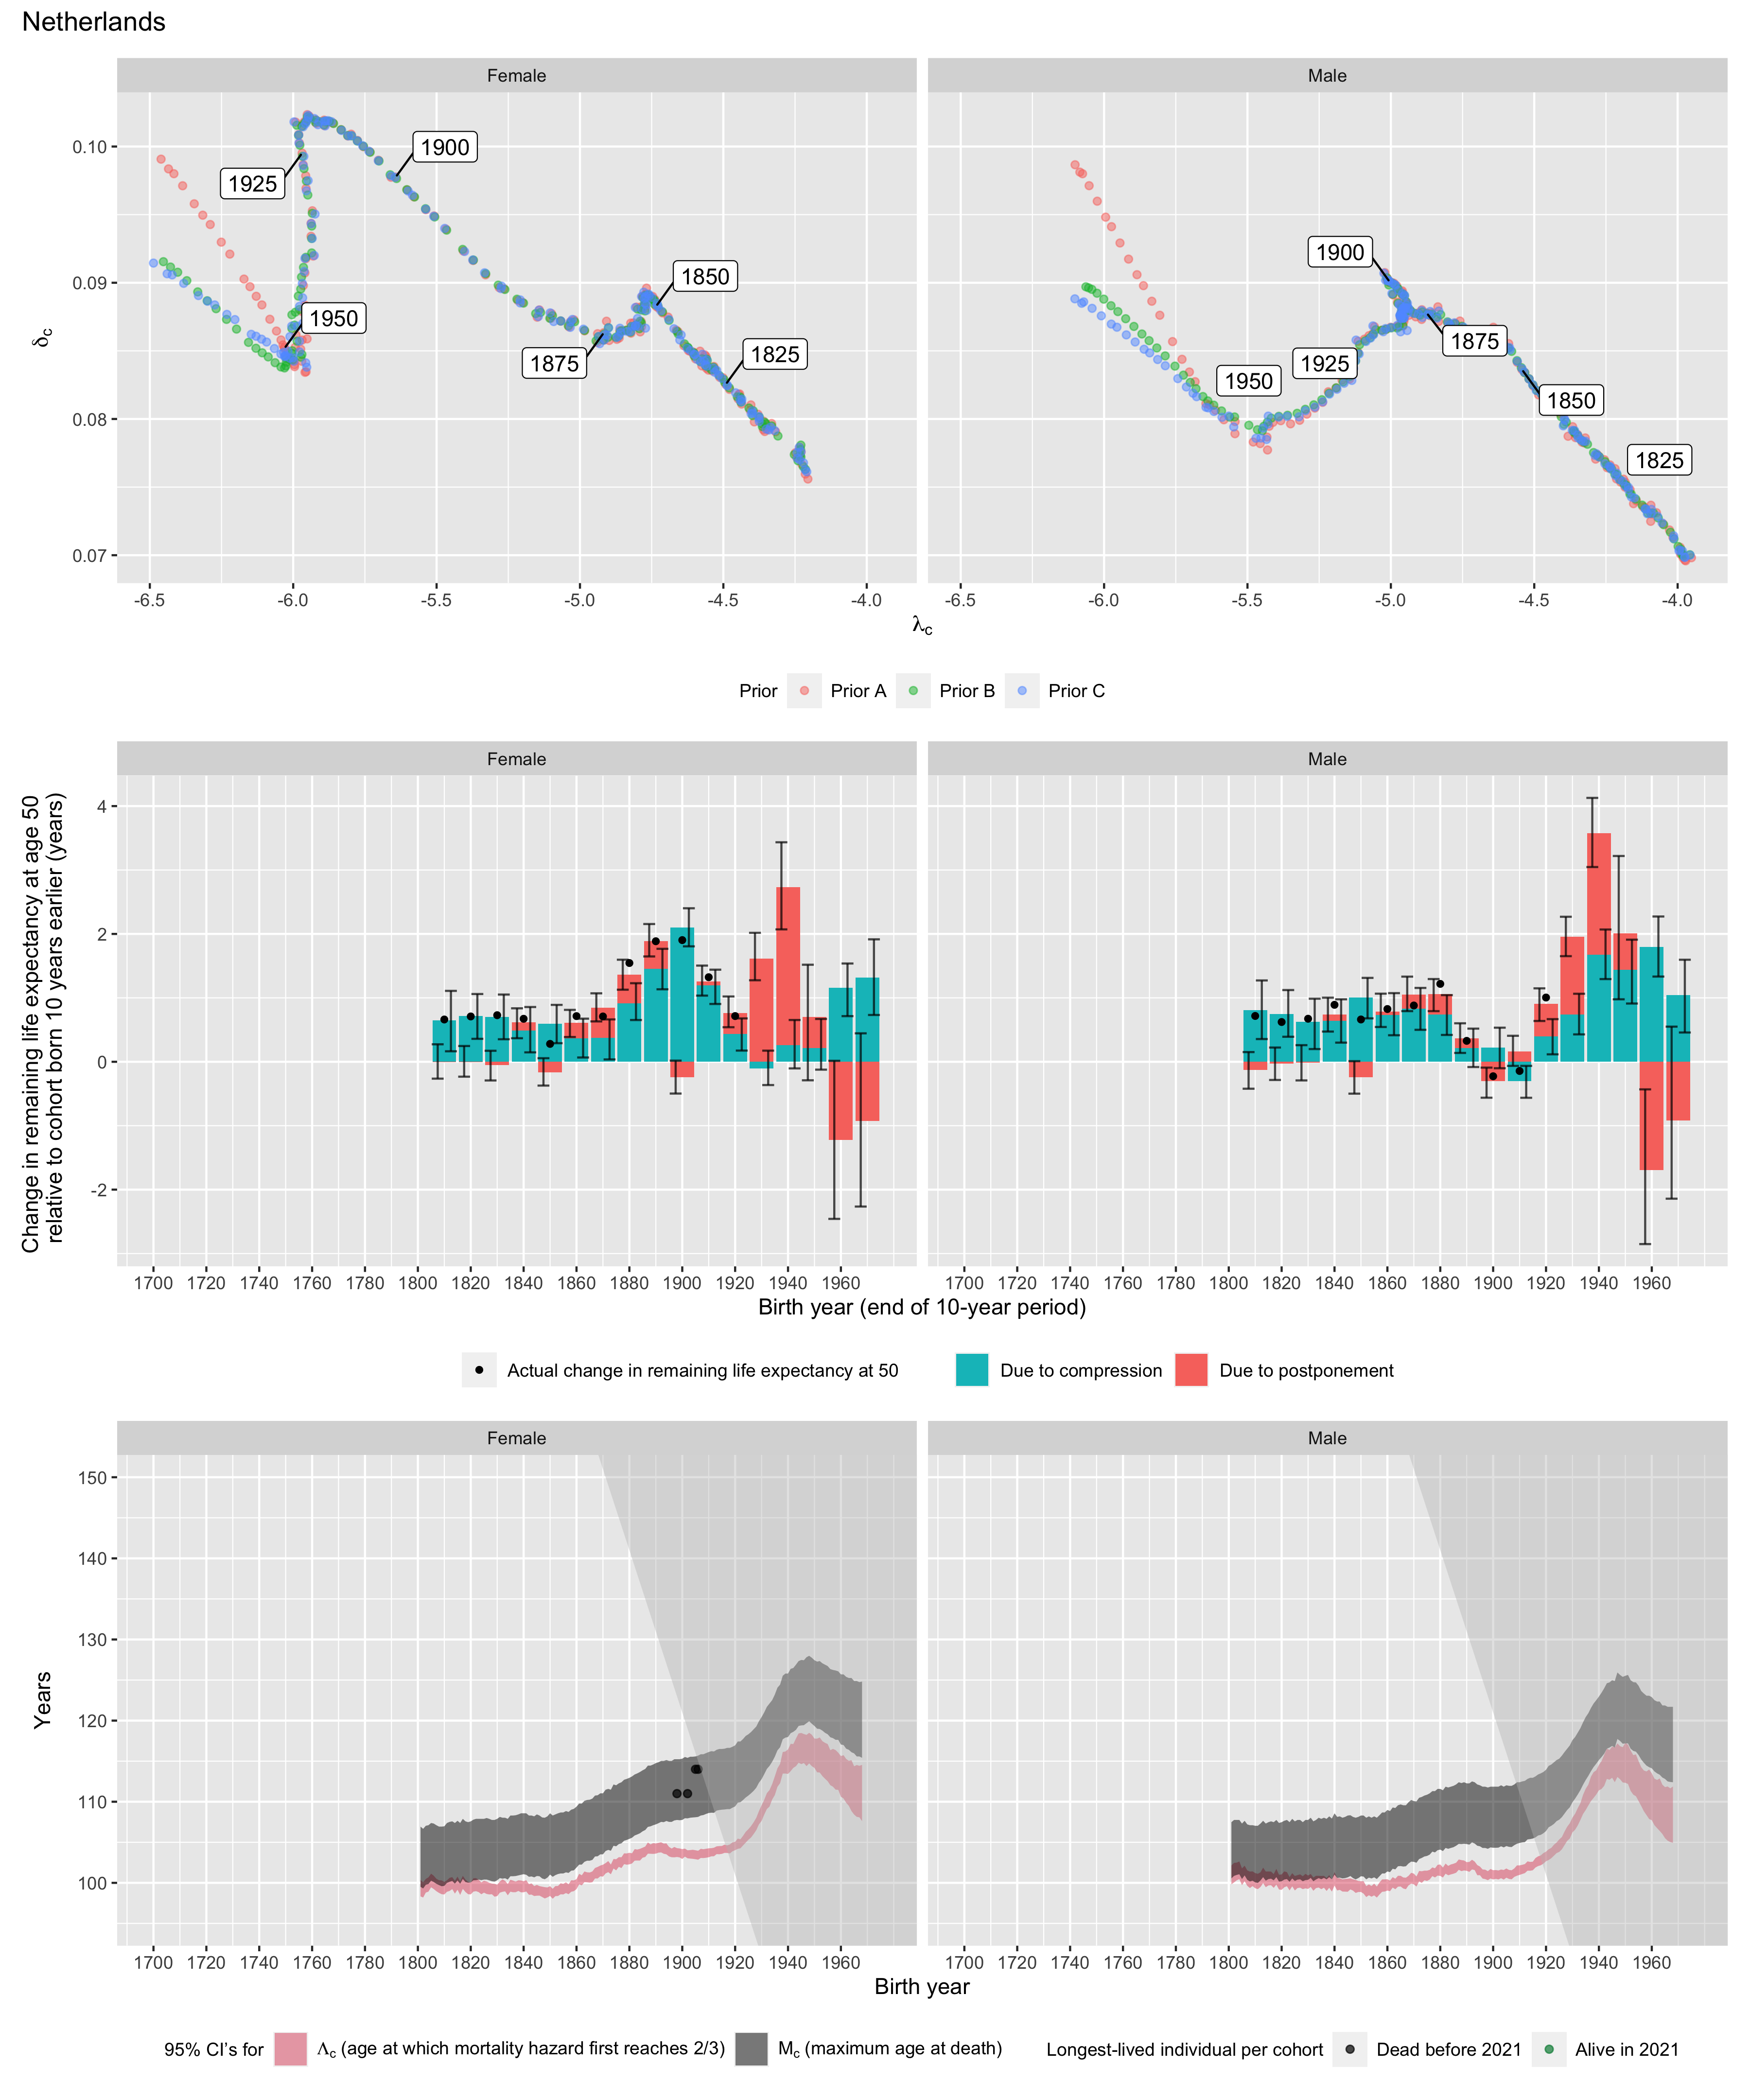 Netherlands
Female Male
0.10
0.09
0.08
0.07
δc
1925
1900
1950
1875
1850
1825
1900
1950
1925
1875
1850
1825
-6.5 -6.0 -5.5 -5.0 -4.5 -4.0 -6.5 -6.0 -5.5 -5.0 -4.5 -4.0
λc
Prior Prior A Prior B Prior C
Female Male
4
2
0
-2
Change in remaining life expectancy at age 50
relative to cohort born 10 years earlier (years)
1700 1720 1740 1760 1780 1800 1820 1840 1860 1880 1900 1920 1940 1960 1700 1720 1740 1760 1780 1800 1820 1840 1860 1880 1900 1920 1940 1960
Birth year (end of 10-year period)
Actual change in remaining life expectancy at 50 Due to compression Due to postponement
Female Male
150
140
130
120
110
100
Years
1700 1720 1740 1760 1780 1800 1820 1840 1860 1880 1900 1920 1940 1960 1700 1720 1740 1760 1780 1800 1820 1840 1860 1880 1900 1920 1940 1960
Birth year
95% CI's for Λc (age at which mortality hazard first reaches 2/3) Mc (maximum age at death) Longest-lived individual per cohort Dead before 2021 Alive in 2021